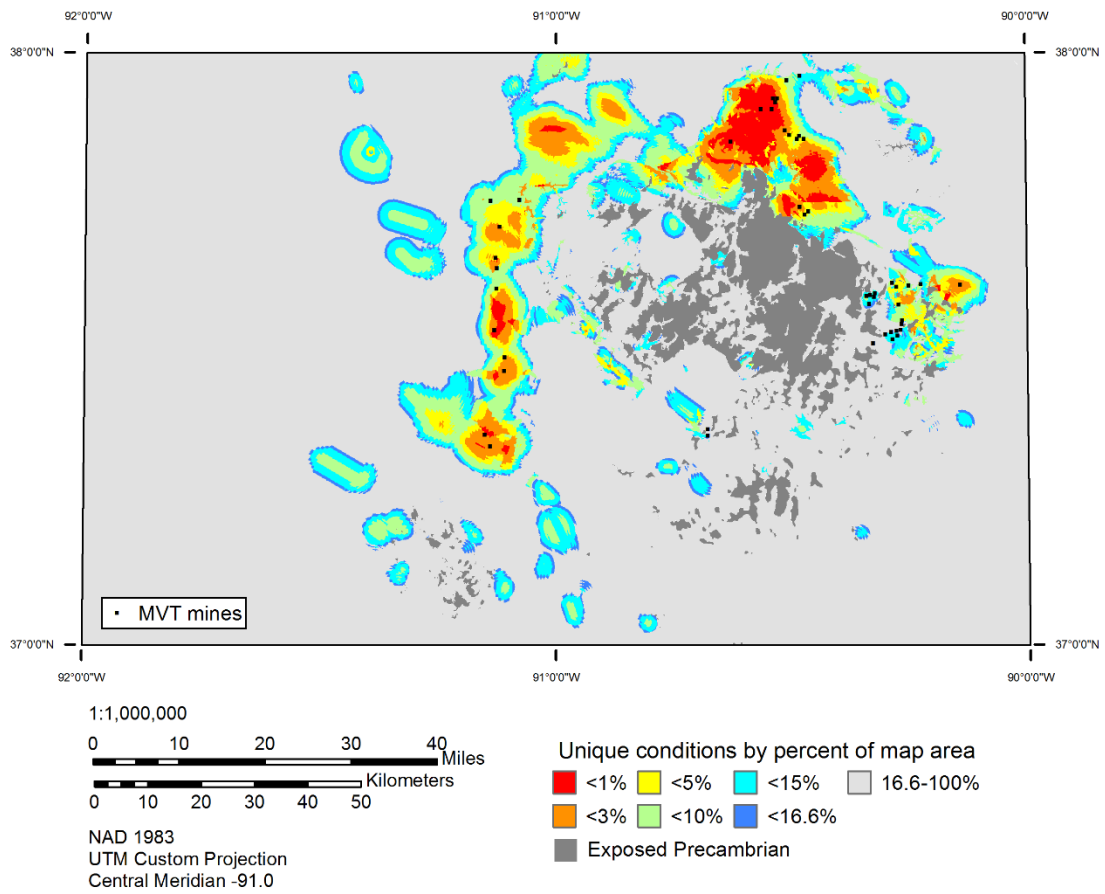 92°0'0"W 91°0'0"W 90°0'0"W
38°0'0"N 38°0'0"N
MVT mines
37°0'0"N 37°0'0"N
92°0'0"W 91°0'0"W 90°0'0"W
1:1,000,000
0 10 20 30 40
Miles
Kilometers
0 10 20 30 40 50
NAD 1983
UTM Custom Projection
Central Meridian -91.0
Unique conditions by percent of map area
<1% <5% <15% 16.6-100%
<3% <10% <16.6%
Exposed Precambrian